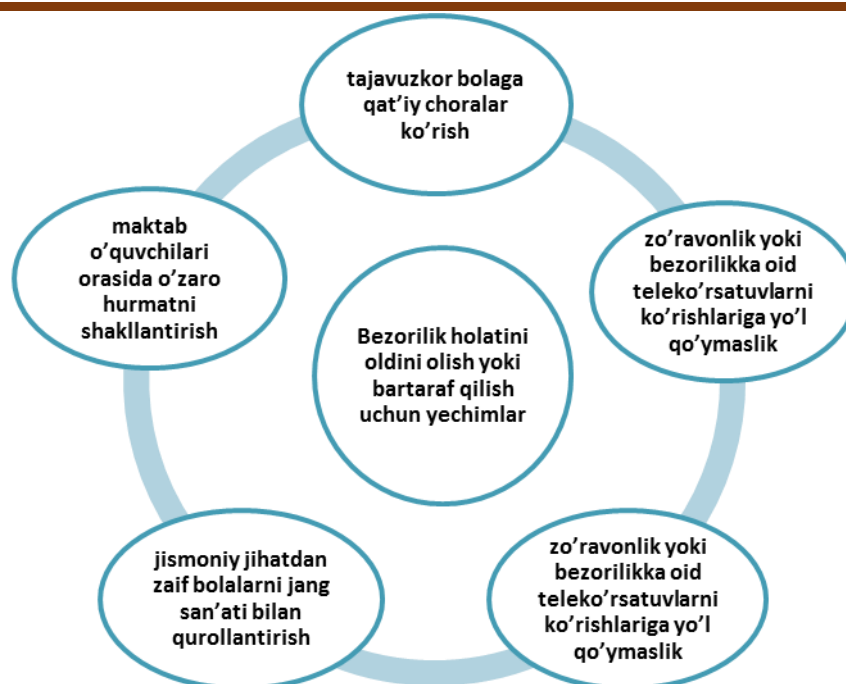 tajavuzkor bolaga
qat’iy choralar
ko’rish
zo’ravonlik yoki
bezorilikka oid
teleko’rsatuvlarni
ko’rishlariga yo’l
qo’ymaslik
zo’ravonlik yoki
bezorilikka oid
teleko’rsatuvlarni
ko’rishlariga yo’l
qo’ymaslik
jismoniy jihatdan
zaif bolalarni jang
san’ati bilan
qurollantirish
maktab
o’quvchilari
orasida o’zaro
hurmatni
shakllantirish
Bezorilik holatini
oldini olish yoki
bartaraf qilish
uchun yechimlar